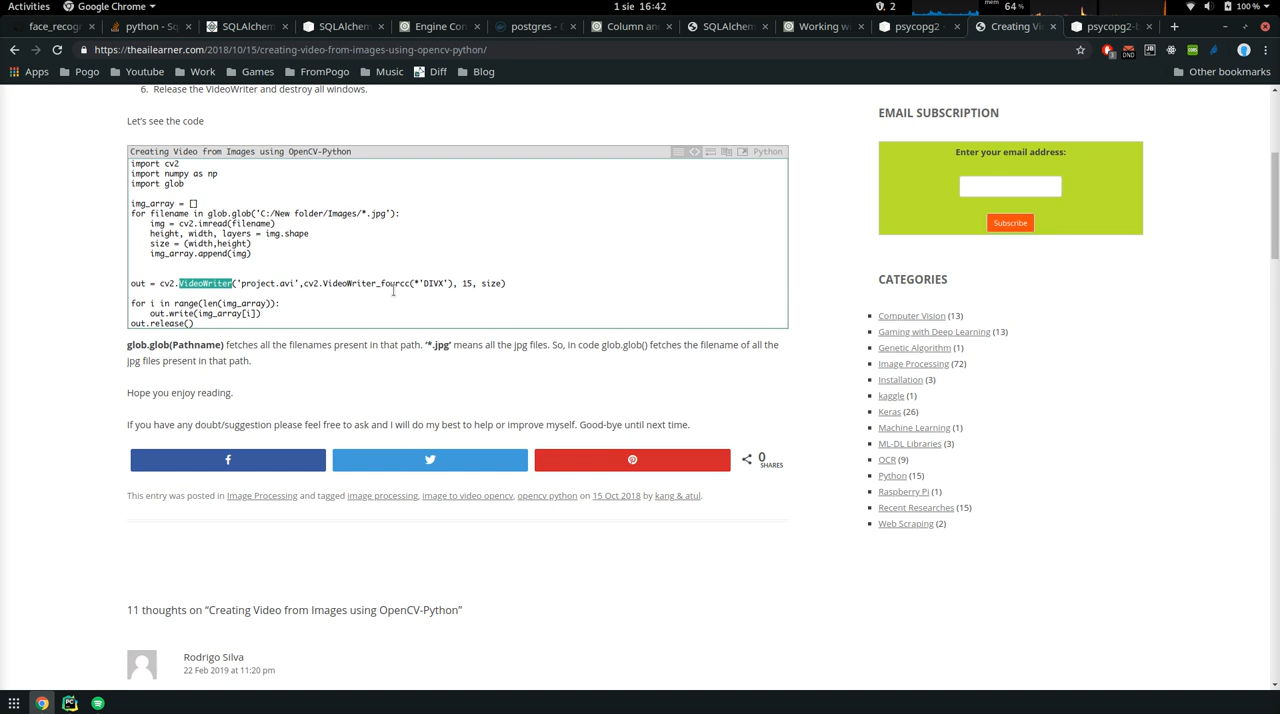 Activities
Google Chrome
1 sie 16:42
2
mem
64 %
100 %
face_recogn
python - Sq
SQLAlchem
SQLAlchem
Engine Con
postgres - D
Column and
SQLAlchem
Working w
psycopg2 -
Creating Vid
psycopg2-b
https://theailearner.com/2018/10/15/creating-video-from-images-using-opencv-python/
3
DND
Apps
Pogo
Youtube
Work
Games
FromPogo
Music
Diff
Blog
Other bookmarks
6. Release the VideoWriter and destroy all windows.
Let's see the code
Creating Video from Images using OpenCV-Python
Python
import cv2
import numpy as np
import glob
img_array = []
for filename in glob.glob('C:/New folder/Images/*.jpg'):
img = cv2.imread(filename)
height, width, layers = img.shape
size = (width,height)
img_array.append(img)
out = cv2.VideoWriter('project.avi',cv2.VideoWriter_fourcc(*'DIVX'), 15, size)
for i in range(len(img_array)):
out.write(img_array[i])
out.release()
glob.glob(Pathname) fetches all the filenames present in that path. ‘*.jpg’ means all the jpg files. So, in code glob.glob() fetches the filename of all the
jpg files present in that path.
Hope you enjoy reading.
If you have any doubt/suggestion please feel free to ask and I will do my best to help or improve myself. Good-bye until next time.
0
SHARES
This entry was posted in Image Processing and tagged image processing, image to video opencv, opencv python on 15 Oct 2018 by kang & atul.
11 thoughts on “Creating Video from Images using OpenCV-Python”
Rodrigo Silva
22 Feb 2019 at 11:20 pm
EMAIL SUBSCRIPTION
Enter your email address:
Subscribe
CATEGORIES
Computer Vision (13)
Gaming with Deep Learning (13)
Genetic Algorithm (1)
Image Processing (72)
Installation (3)
kaggle (1)
Keras (26)
Machine Learning (1)
ML-DL Libraries (3)
OCR (9)
Python (15)
Raspberry Pi (1)
Recent Researches (15)
Web Scraping (2)